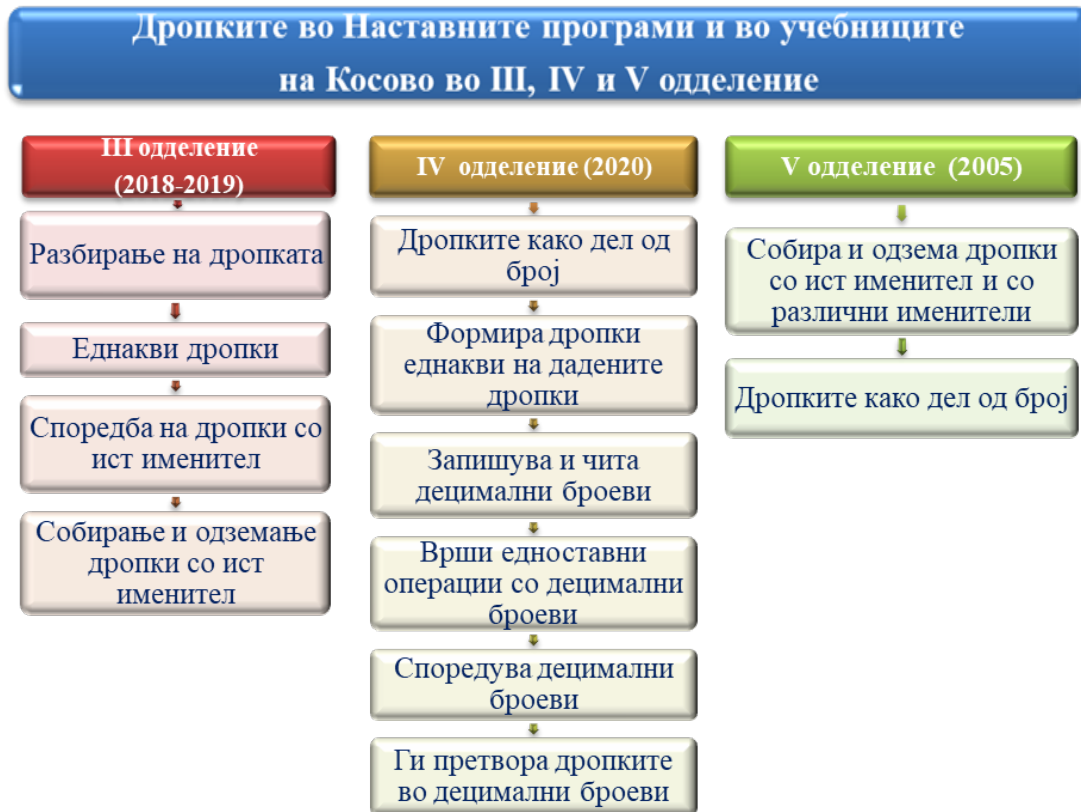 Дропките во Наставните програми и во учебниците
на Косово во III, IV и V одделение
III одделение
(2018-2019)
Разбирање на дропката
Еднакви дропки
Споредба на дропки со
ист именител
Собирање и одземање
дропки со ист
именител
IV одделение (2020)
Дропките како дел од
број
Формира дропки
еднакви на дадените
дропки
Запишува и чита
децимални броеви
Врши едноставни
операции со децимални
броеви
Споредува децимални
броеви
Ги претвора дропките
во децимални броеви
V одделение (2005)
Собира и одзема дропки
со ист именител и со
различни именители
Дропките како дел од број